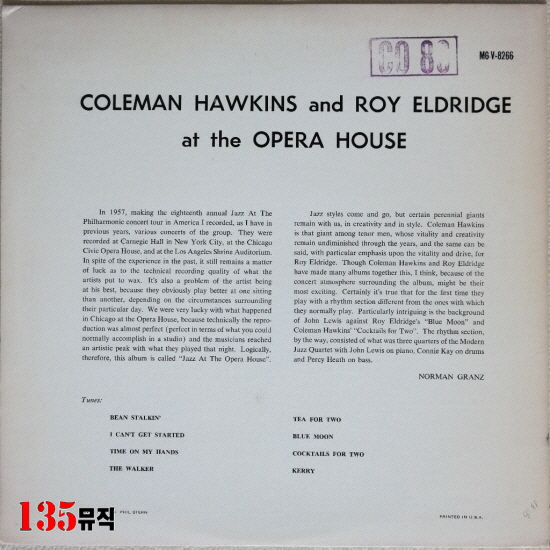 CO 80
MG V-8266
COLEMAN HAWKINS and ROY ELDRIDGE
at the OPERA HOUSE
In 1957, making the eighteenth annual Jazz At The
Philharmonic concert tour in America I recorded, as I have in
previous years, various concerts of the group. They were
recorded at Carnegie Hall in New York City, at the Chicago
Civic Opera House, and at the Los Angeles Shrine Auditorium.
In spite of the experience in the past, it still remains a matter
of luck as to the technical recording quality of what the
artists put to wax. It's also a problem of the artist being
at his best, because they obviously play better at one sitting
than another, depending on the circumstances surrounding
their particular day. We were very lucky with what happened
in Chicago at the Opera House, because technically the repro-
duction was almost perfect (perfect in terms of what you could
normally accomplish in a studio) and the musicians reached
an artistic peak with what they played that night. Logically,
therefore, this album is called "Jazz At The Opera House".
Jazz styles come and go, but certain perennial giants
remain with us, in creativity and in style. Coleman Hawkins
is that giant among tenor men, whose vitality and creativity
remain undiminished through the years, and the same can be
said, with particular emphasis upon the vitality and drive, for
Roy Eldridge. Though Coleman Hawkins and Roy Eldridge
have made many albums together this, I think, because of the
concert atmosphere surrounding the album, might be their
most exciting. Certainly it's true that for the first time they
play with a rhythm section different from the ones with which
they normally play. Particularly intriguing is the background
of John Lewis against Roy Eldridge's "Blue Moon" and
Coleman Hawkins' "Cocktails for Two". The rhythm section,
by the way, consisted of what was three quarters of the Modern
Jazz Quartet with John Lewis on piano, Connie Kay on drums
and Percy Heath on bass.
NORMAN GRANZ
Tunes:
BEAN STALKIN'
I CAN'T GET STARTED
TIME ON MY HANDS
THE WALKER
TEA FOR TWO
BLUE MOON
COCKTAILS FOR TWO
KERRY
PHIL STERN
PRINTED IN U.S.A.
135뮤직